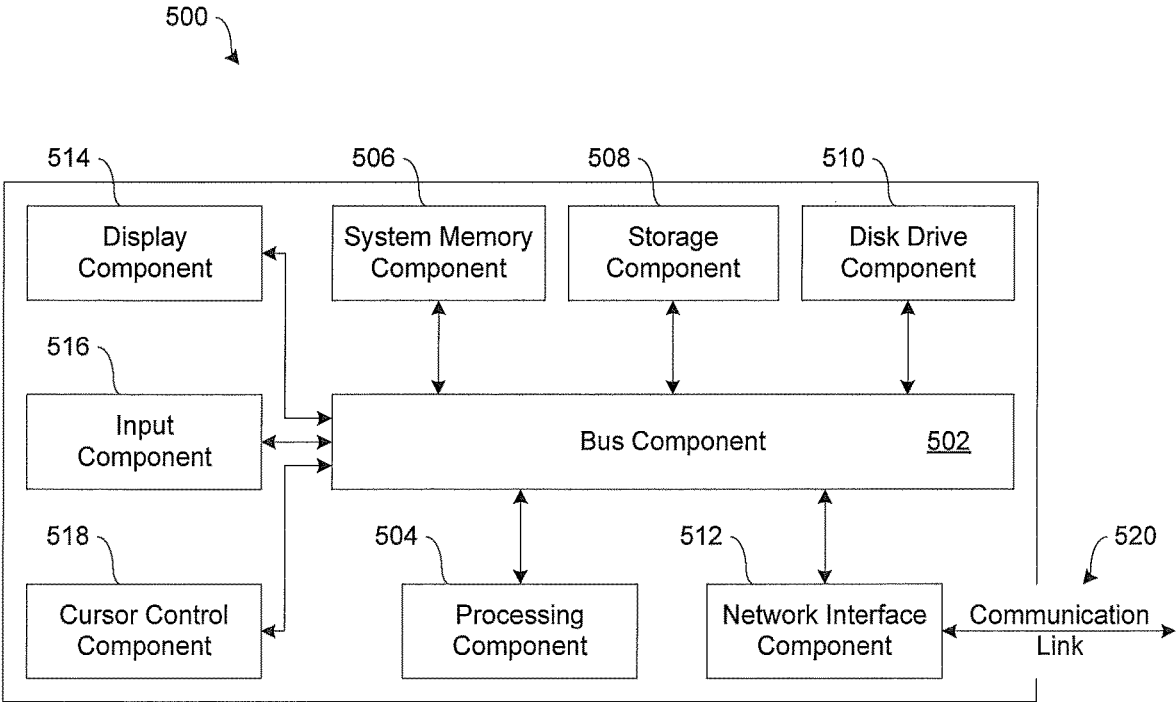 500
514
506
508
510
Display
Component
System Memory
Component
Storage
Component
Disk Drive
Component
516
Input
Component
Bus Component
502
518
504
512
520
Cursor Control
Component
Processing
Component
Network Interface
Component
Communication
Link